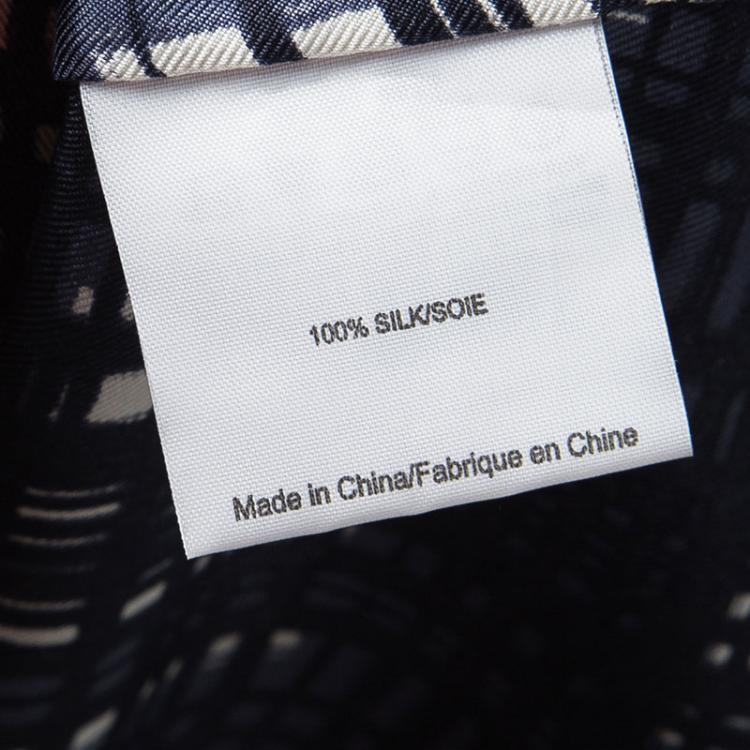 100% SILK/SOIE
Made in China/Fabrique en Chine